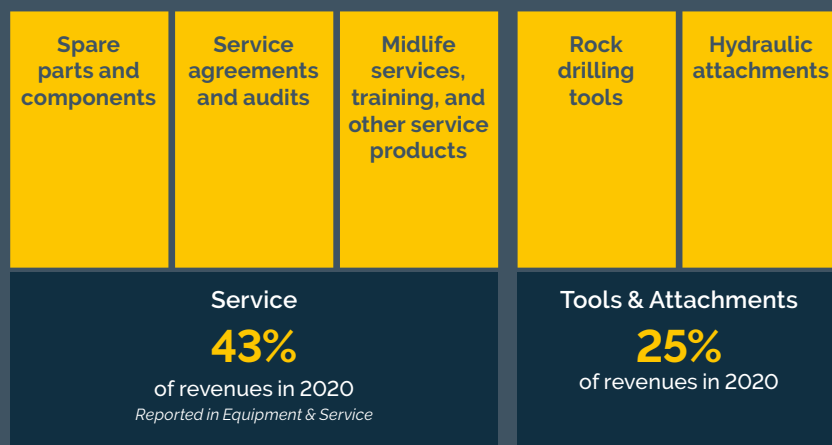 Spare
parts and
components
Service
agreements
and audits
Midlife
services,
training, and
other service
products
Rock
drilling
tools
Hydraulic
attachments
Service
43%
of revenues in 2020
Reported in Equipment & Service
Tools & Attachments
25%
of revenues in 2020